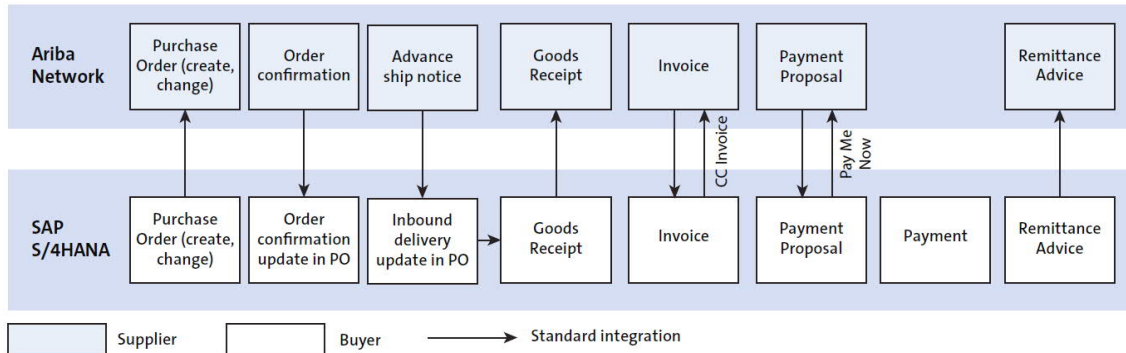 Ariba
Network
Purchase
Order (create,
change)
Order
confirmation
Advance
ship notice
Goods
Receipt
Invoice
Payment
Proposal
Remittance
Advice
CC Invoice
Pay Me
Now
SAP
S/4HANA
Purchase
Order (create,
change)
Order
confirmation
update in PO
Inbound
delivery
update in PO
Goods
Receipt
Invoice
Payment
Proposal
Payment
Remittance
Advice
Supplier
Buyer
Standard integration